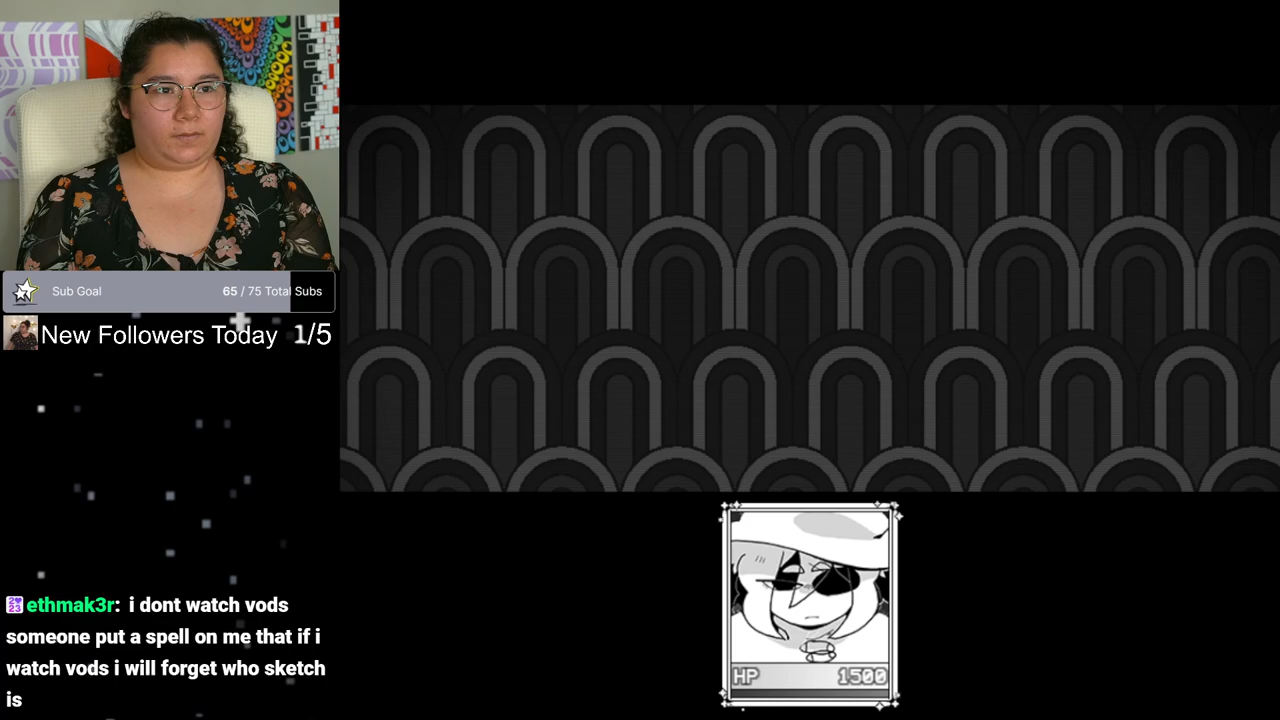 Sub Goal 65 / 75 Total Subs
New Followers Today 1/5
ethmak3r: i dont watch vods
someone put a spell on me that if i
watch vods i will forget who sketch
is
HP 1500